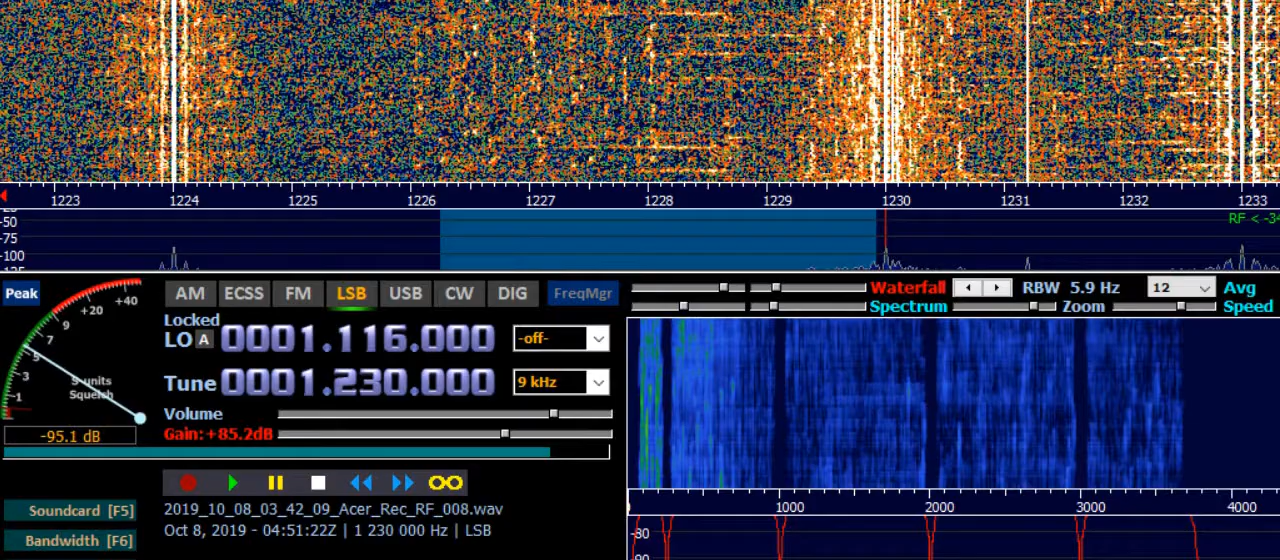 1223 1224 1225 1226 1227 1228 1229 1230 1231 1232 1233
-50
-75
-100
RF < -34
Peak
1 3 5 7 9 +20 +40
S-units
Squelch
-95.1 dB
AM ECSS FM LSB USB CW DIG FreqMgr
Locked
LO A 0001.116.000 -off-
Tune 0001.230.000 9 kHz
Volume
Gain:+85.2dB
Waterfall RBW 5.9 Hz 12 Avg
Spectrum Zoom Speed
2019_10_08_03_42_09_Acer_Rec_RF_008.wav
Oct 8, 2019 - 04:51:22Z | 1 230 000 Hz | LSB
Soundcard [F5]
Bandwidth [F6]
1000 2000 3000 4000
-80